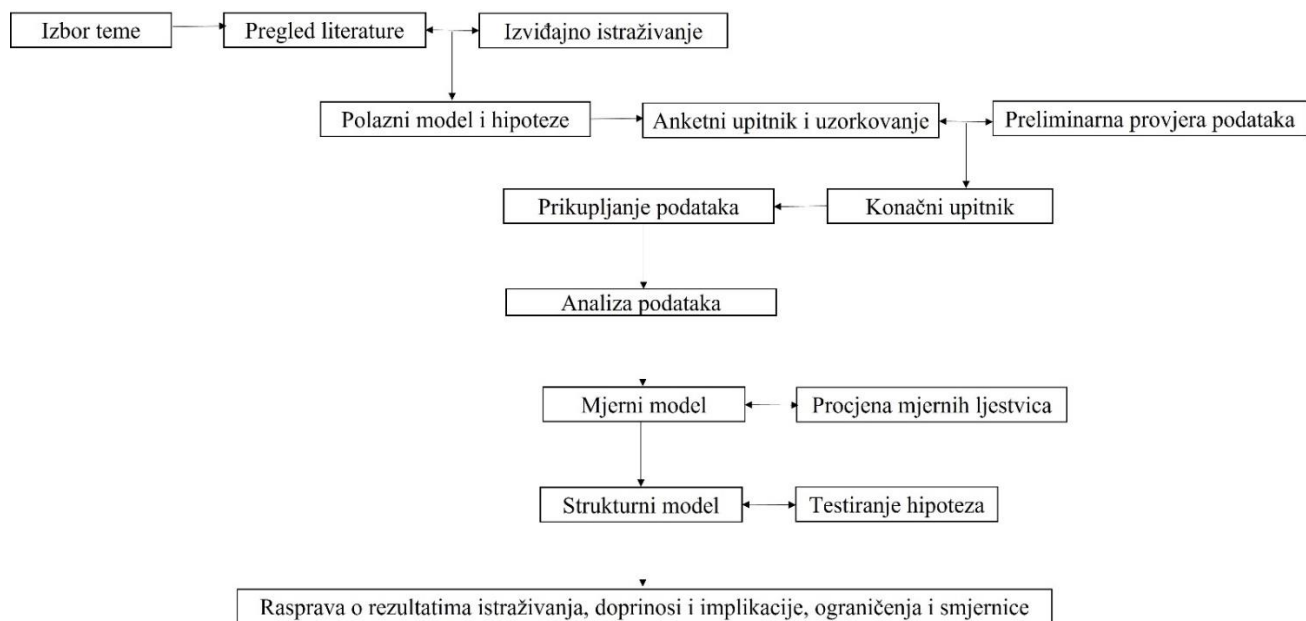 Izbor teme
Pregled literature
Izviđajno istraživanje
Polazni model i hipoteze
Anketni upitnik i uzorkovanje
Preliminarna provjera podataka
Prikupljanje podataka
Konačni upitnik
Analiza podataka
Mjerni model
Procjena mjernih ljestvica
Strukturni model
Testiranje hipoteza
Rasprava o rezultatima istraživanja, doprinosi i implikacije, ograničenja i smjernice